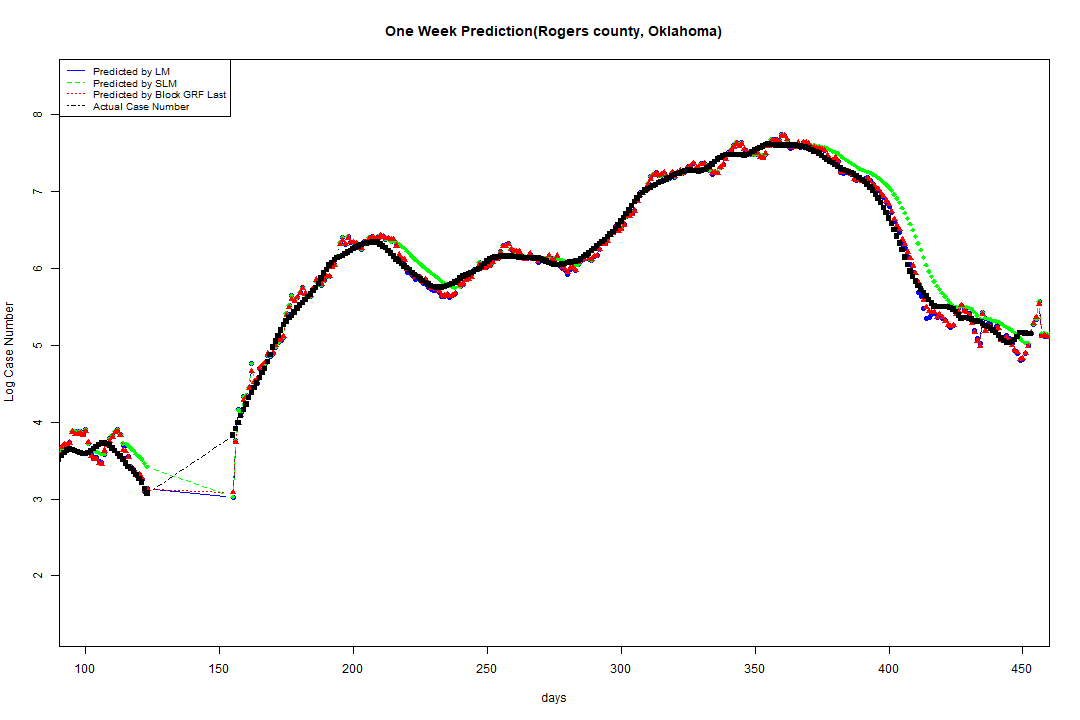 One Week Prediction(Rogers county, Oklahoma)
Predicted by LM
Predicted by SLM
Predicted by Block GRF Last
Actual Case Number
8
7
6
5
4
3
2
Log Case Number
100 150 200 250 300 350 400 450
days